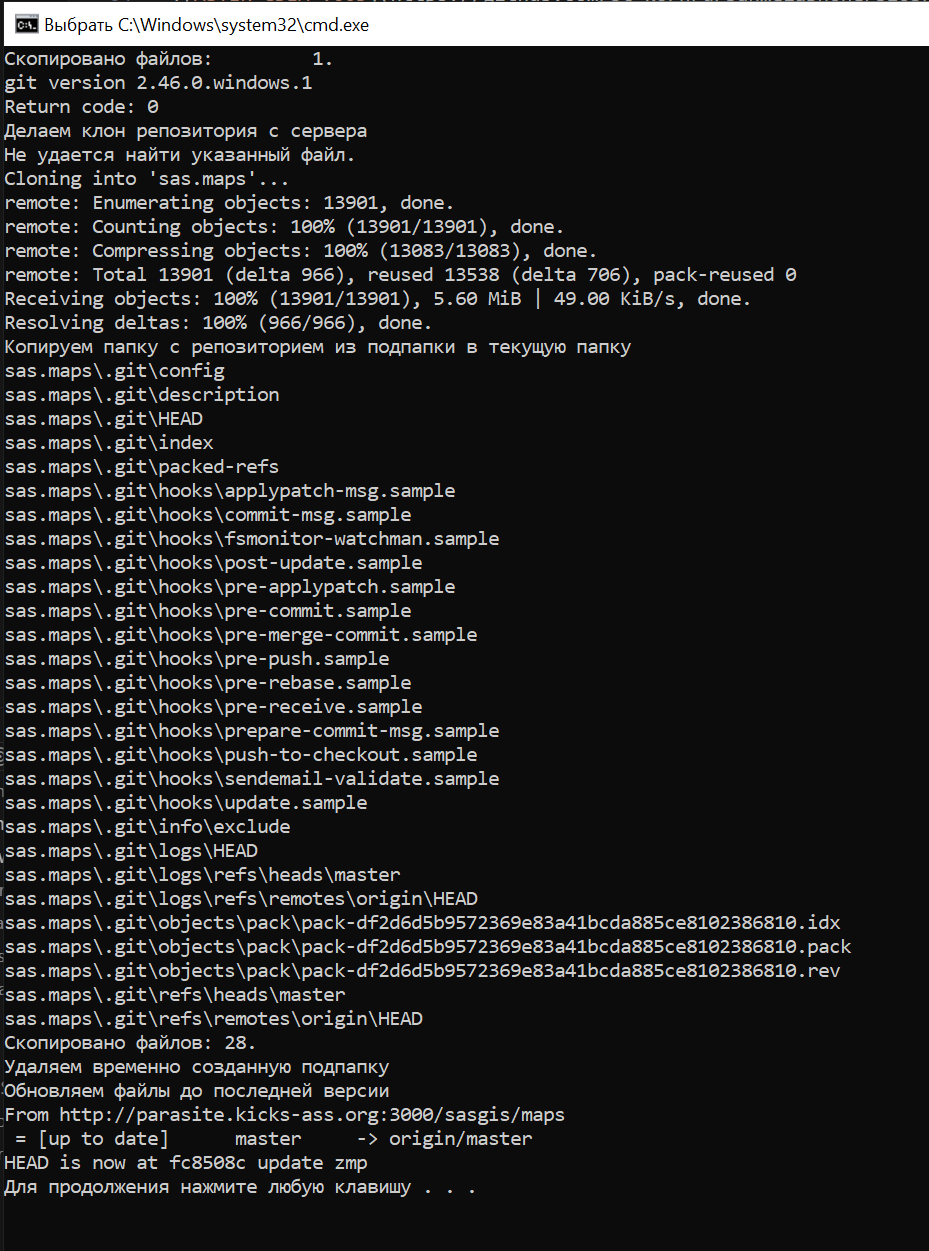 Выбрать C:\Windows\system32\cmd.exe
Скопировано файлов:         1.
git version 2.46.0.windows.1
Return code: 0
Делаем клон репозитория с сервера
Не удается найти указанный файл.
Cloning into 'sas.maps'...
remote: Enumerating objects: 13901, done.
remote: Counting objects: 100% (13901/13901), done.
remote: Compressing objects: 100% (13083/13083), done.
remote: Total 13901 (delta 966), reused 13538 (delta 706), pack-reused 0
Receiving objects: 100% (13901/13901), 5.60 MiB | 49.00 KiB/s, done.
Resolving deltas: 100% (966/966), done.
Копируем папку с репозиторием из подпапки в текущую папку
sas.maps\.git\config
sas.maps\.git\description
sas.maps\.git\HEAD
sas.maps\.git\index
sas.maps\.git\packed-refs
sas.maps\.git\hooks\applypatch-msg.sample
sas.maps\.git\hooks\commit-msg.sample
sas.maps\.git\hooks\fsmonitor-watchman.sample
sas.maps\.git\hooks\post-update.sample
sas.maps\.git\hooks\pre-applypatch.sample
sas.maps\.git\hooks\pre-commit.sample
sas.maps\.git\hooks\pre-merge-commit.sample
sas.maps\.git\hooks\pre-push.sample
sas.maps\.git\hooks\pre-rebase.sample
sas.maps\.git\hooks\pre-receive.sample
sas.maps\.git\hooks\prepare-commit-msg.sample
sas.maps\.git\hooks\push-to-checkout.sample
sas.maps\.git\hooks\sendemail-validate.sample
sas.maps\.git\hooks\update.sample
sas.maps\.git\info\exclude
sas.maps\.git\logs\HEAD
sas.maps\.git\logs\refs\heads\master
sas.maps\.git\logs\refs\remotes\origin\HEAD
sas.maps\.git\objects\pack\pack-df2d6d5b9572369e83a41bcda885ce8102386810.idx
sas.maps\.git\objects\pack\pack-df2d6d5b9572369e83a41bcda885ce8102386810.pack
sas.maps\.git\objects\pack\pack-df2d6d5b9572369e83a41bcda885ce8102386810.rev
sas.maps\.git\refs\heads\master
sas.maps\.git\refs\remotes\origin\HEAD
Скопировано файлов: 28.
Удаляем временно созданную подпапку
Обновляем файлы до последней версии
From http://parasite.kicks-ass.org:3000/sasgis/maps
 = [up to date]      master     -> origin/master
HEAD is now at fc8508c update zmp
Для продолжения нажмите любую клавишу . . .